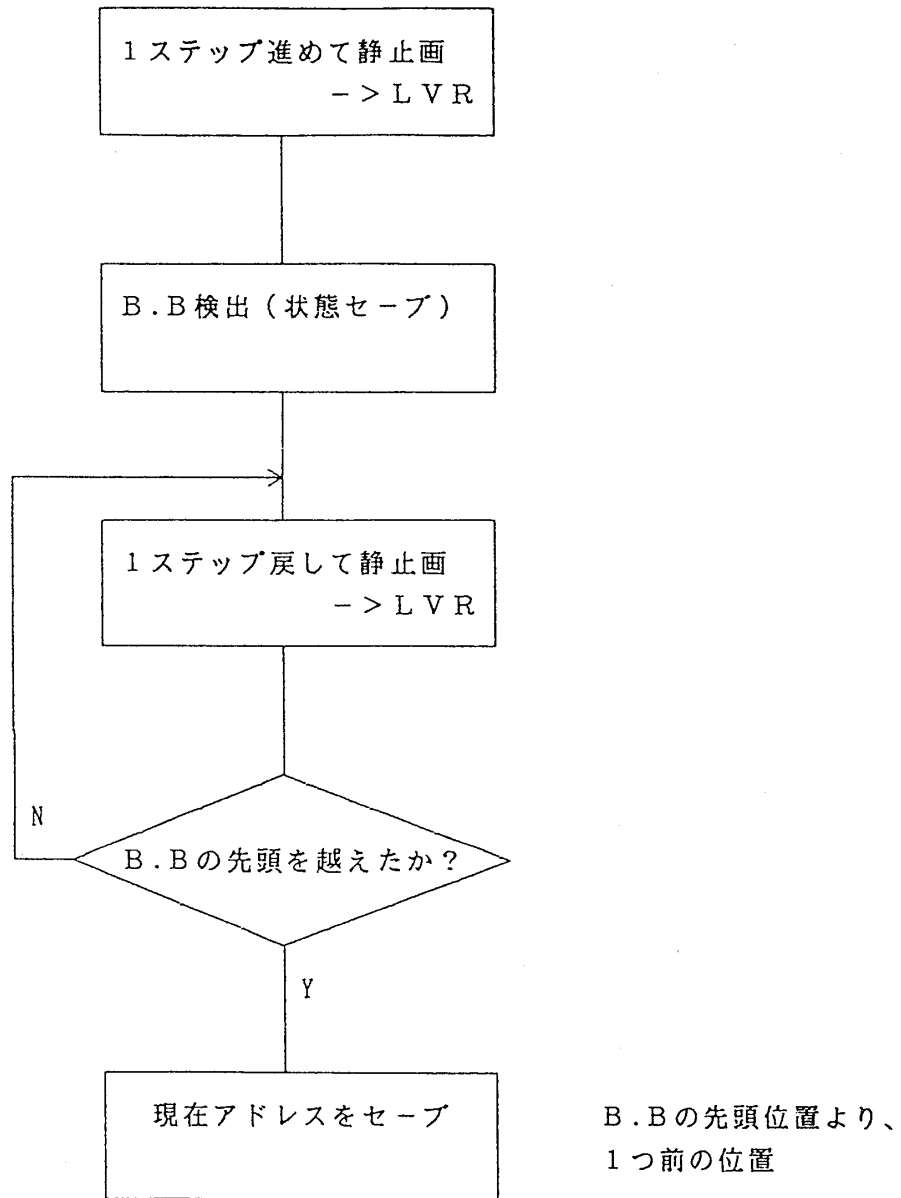 1ステップ進めて静止画
−>LVR
B.B検出（状態セーブ）
1ステップ戻して静止画
−>LVR
N
B.Bの先頭を越えたか？
Y
現在アドレスをセーブ
B.Bの先頭位置より、
1つ前の位置